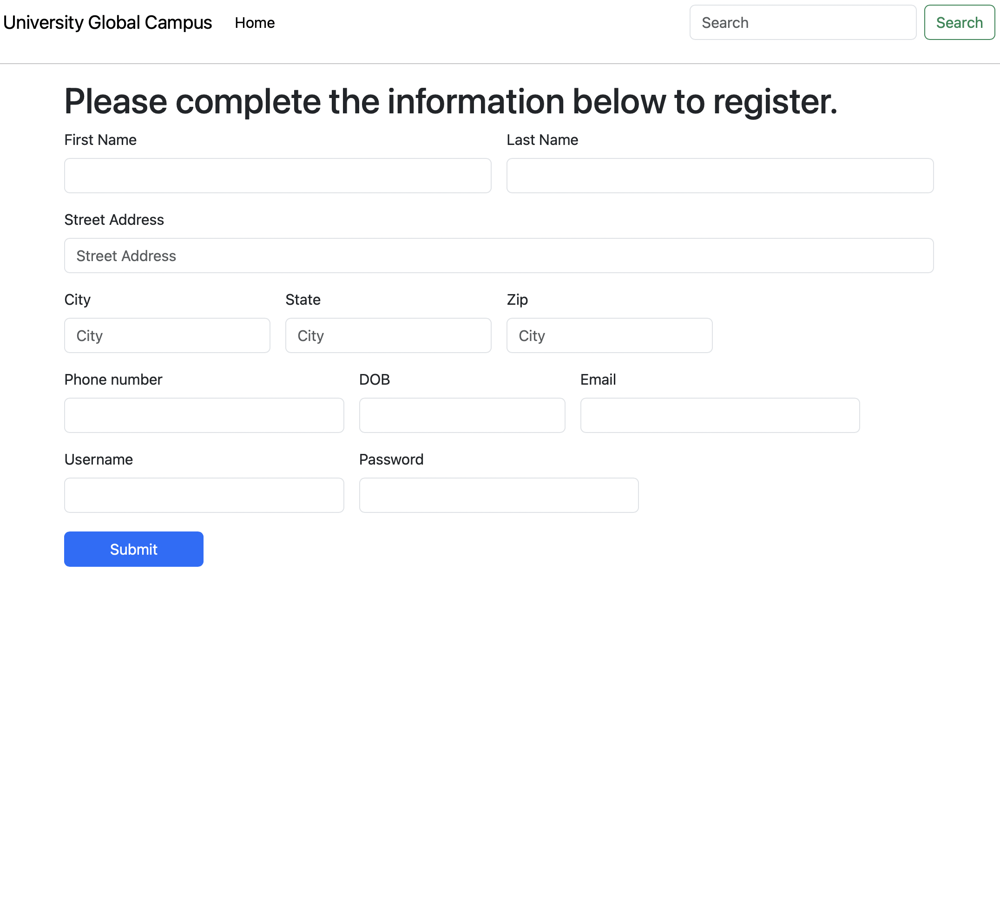 University Global Campus Home Search Search
Please complete the information below to register.
First Name Last Name
Street Address
Street Address
City State Zip
City City City
Phone number DOB Email
Username Password
Submit